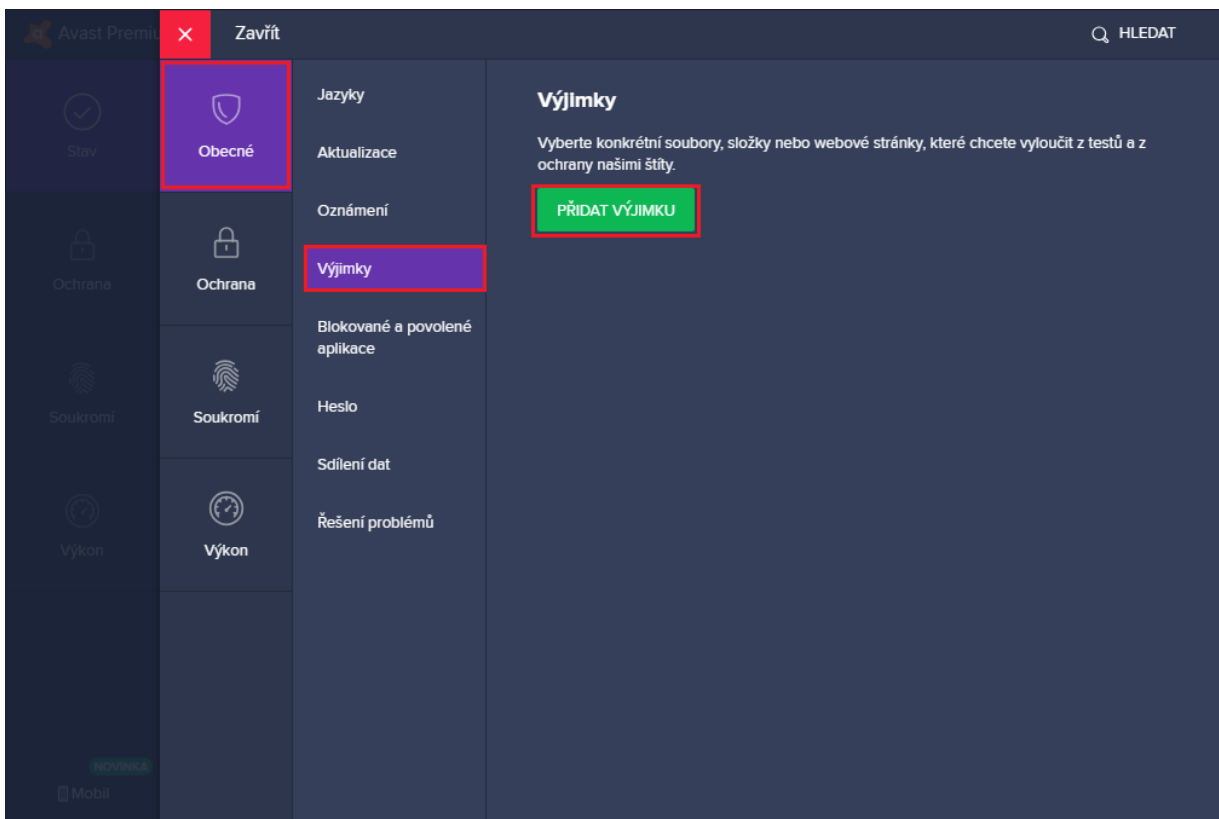 Avast Premiu
Zavřít
HLEDAT
Stav
Ochrana
Soukromí
Výkon
NOVINKA
Mobil
Obecné
Ochrana
Soukromí
Výkon
Jazyky
Aktualizace
Oznámení
Výjimky
Blokované a povolené
aplikace
Heslo
Sdílení dat
Řešení problémů
Výjimky
Vyberte konkrétní soubory, složky nebo webové stránky, které chcete vyloučit z testů a z
ochrany našimi štíty.
PŘIDAT VÝJIMKU